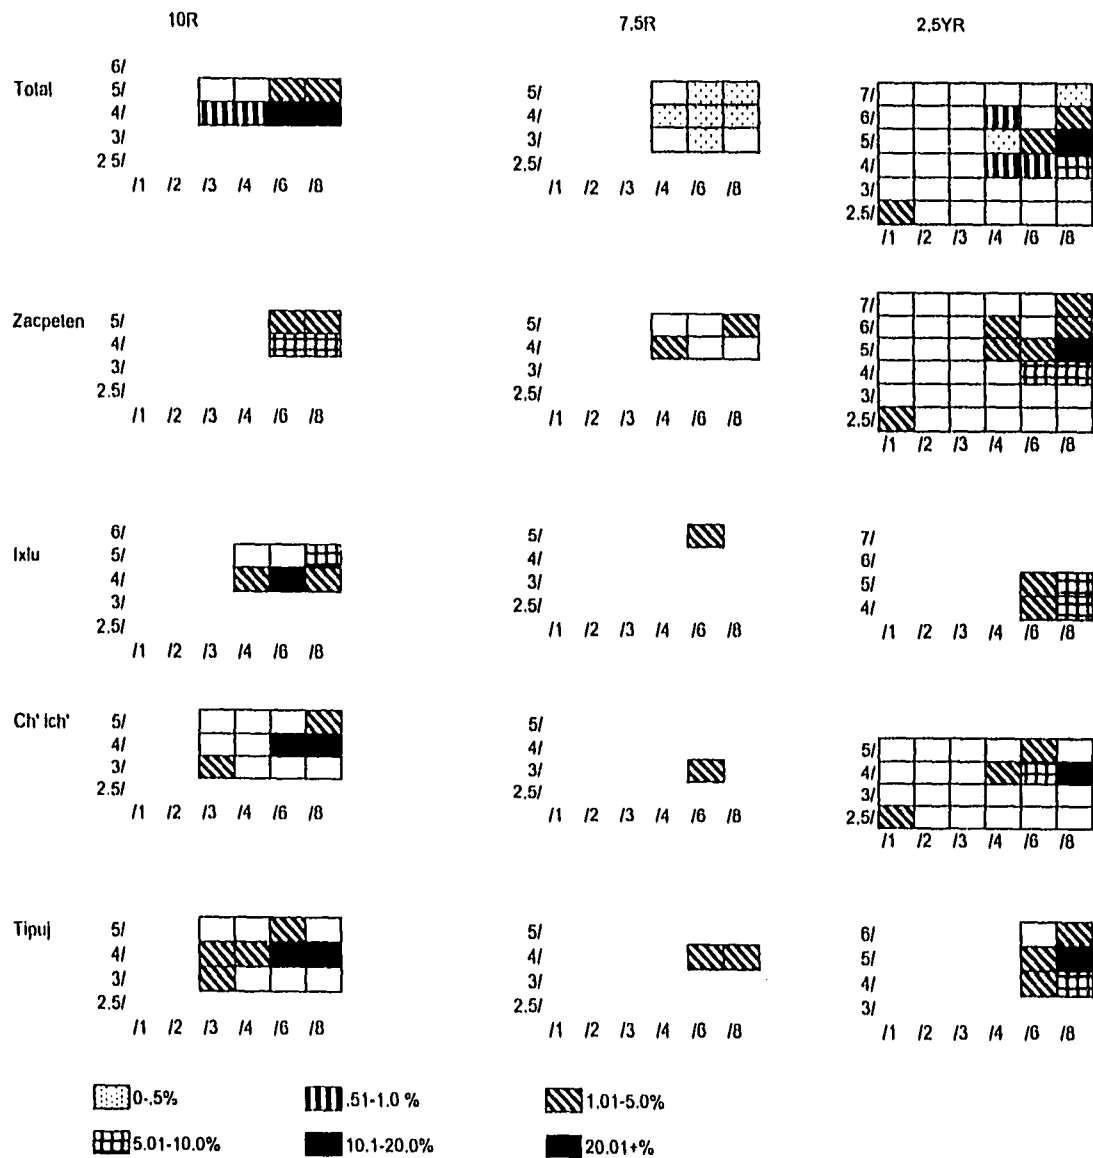 10R 7.5R 2.5YR
Total
6/
5/
4/
3/
2 5/
/1 /2 /3 /4 /6 /8
5/
4/
3/
2.5/
/1 /2 /3 /4 /6 /8
7/
6/
5/
4/
3/
2.5/
/1 /2 /3 /4 /6 /8
Zacpeten
5/
4/
3/
2.5/
/1 /2 /3 /4 /6 /8
5/
4/
3/
2.5/
/1 /2 /3 /4 /6 /8
7/
6/
5/
4/
3/
2.5/
/1 /2 /3 /4 /6 /8
Ixlu
6/
5/
4/
3/
2.5/
/1 /2 /3 /4 /6 /8
5/
4/
3/
2.5/
/1 /2 /3 /4 /6 /8
7/
6/
5/
4/
/1 /2 /3 /4 /6 /8
Ch' ich'
5/
4/
3/
2.5/
/1 /2 /3 /4 /6 /8
5/
4/
3/
2.5/
/1 /2 /3 /4 /6 /8
5/
4/
3/
2.5/
/1 /2 /3 /4 /6 /8
Tipuj
5/
4/
3/
2.5/
/1 /2 /3 /4 /6 /8
5/
4/
3/
2.5/
/1 /2 /3 /4 /6 /8
6/
5/
4/
3/
/1 /2 /3 /4 /6 /8
0-.5% .51-1.0 % 1.01-5.0%
5.01-10.0% 10.1-20.0% 20.01+%